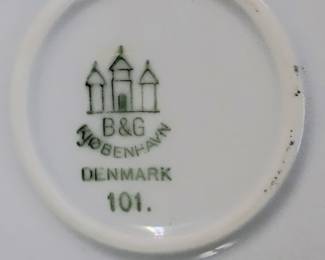 B&G
KJØBENHAVN
DENMARK
101.